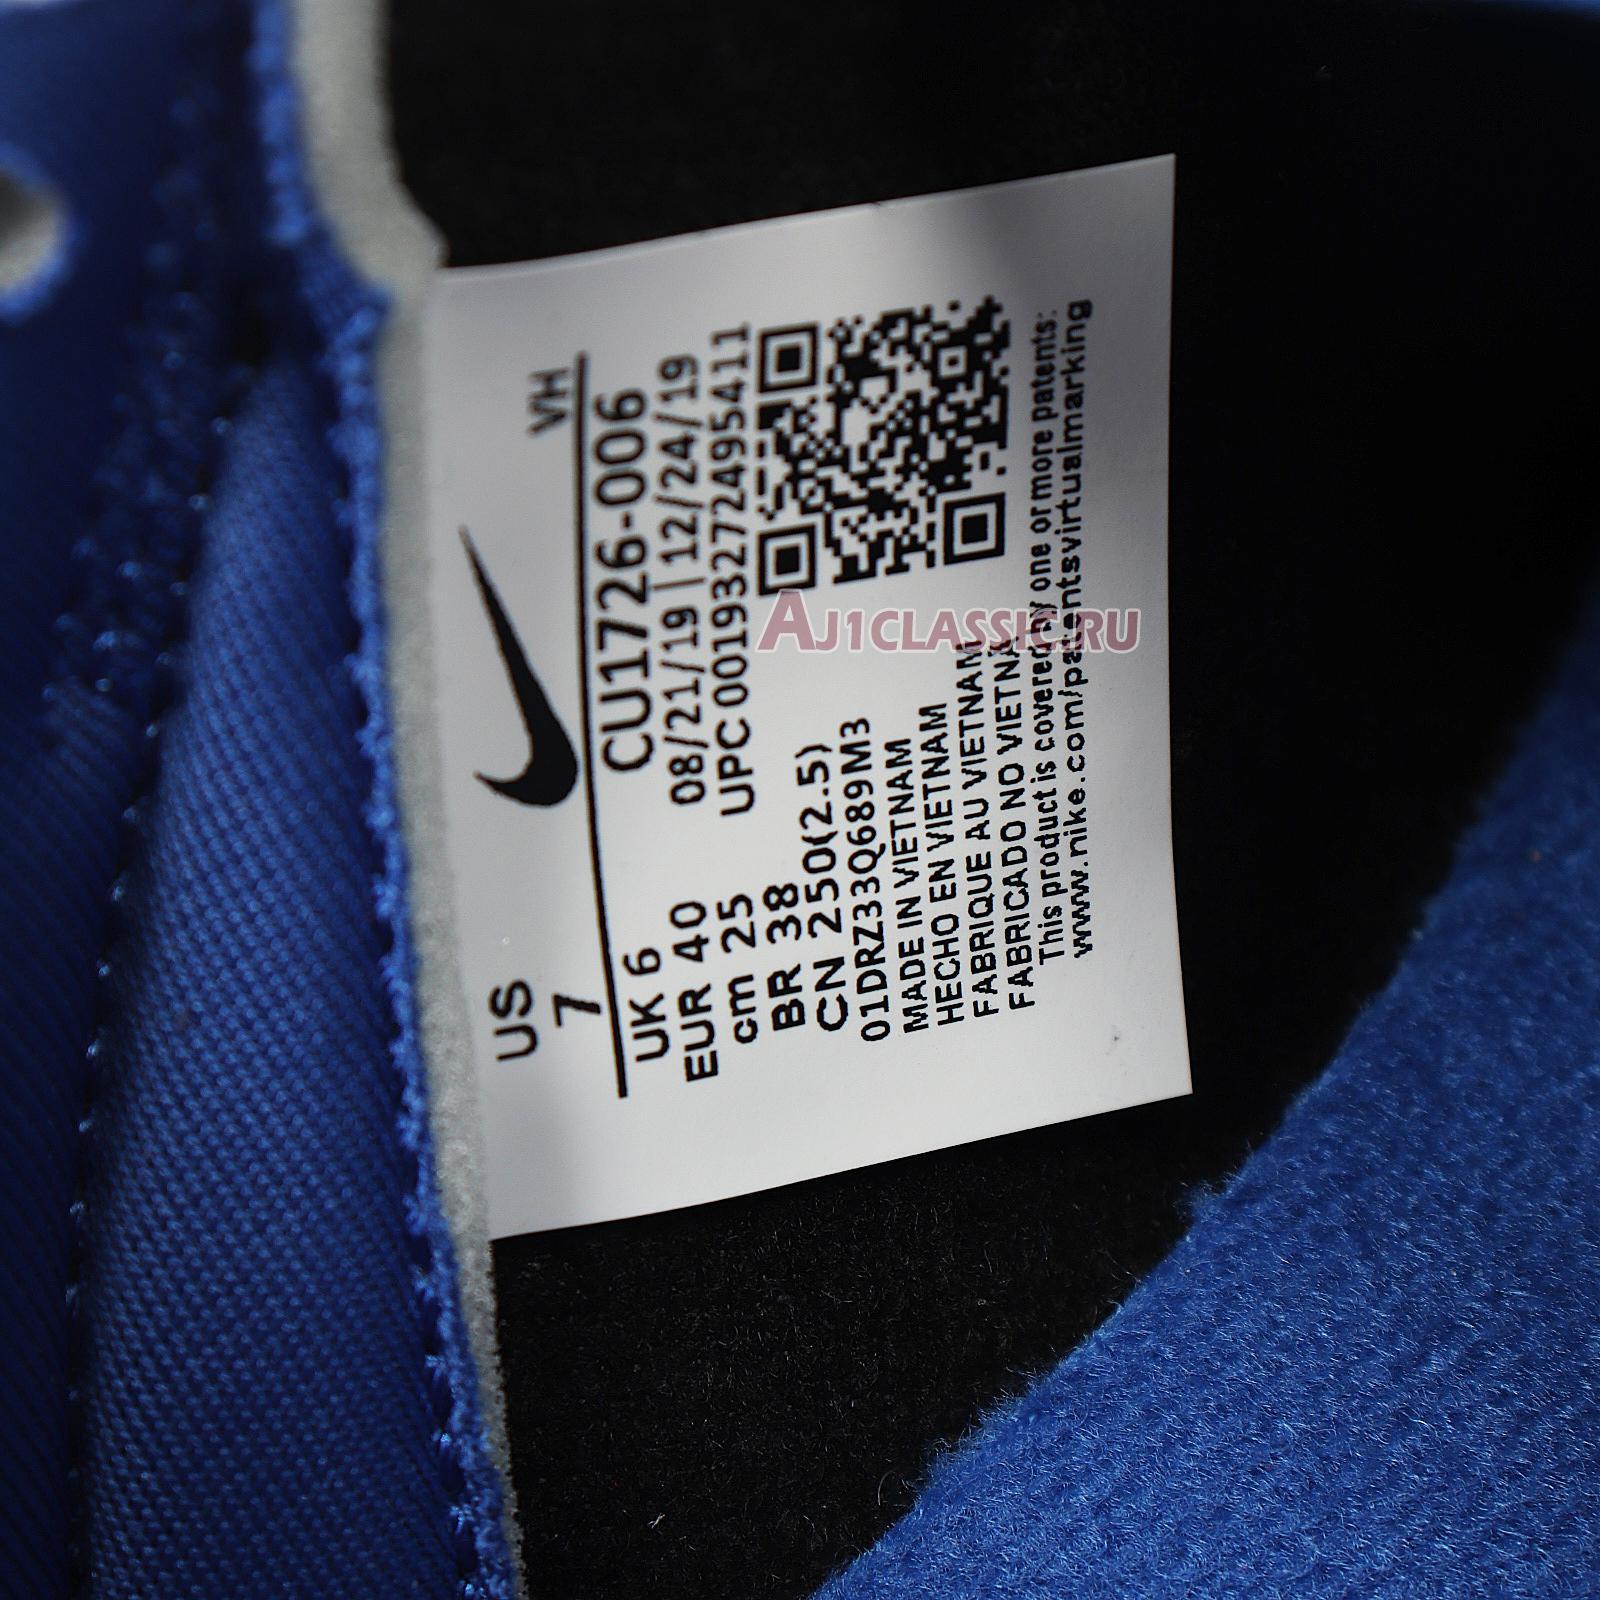 US
7
VH
UK 6
CU1726-006
EUR 40
08/21/19 | 12/24/19
cm 25
UPC 00193272495411
BR 38
CN 250(2.5)
01DRZ33Q689M3
MADE IN VIETNAM
HECHO EN VIETNAM
FABRIQUE AU VIETNAM
FABRICADO NO VIETNA
This product is covered by one or more patents:
www.nike.com/patentsvirtualmarking
AJ1CLASSIC.RU